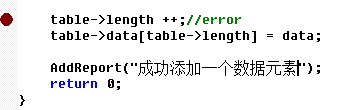 table->length ++;//error
table->data[table->length] = data;
AddReport("成功添加一个数据元素");
return 0;
}